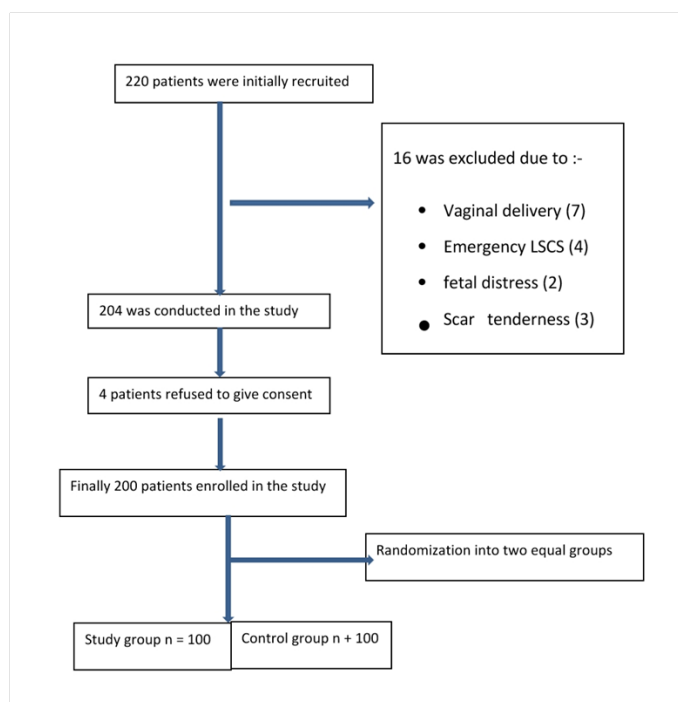 220 patients were initially recruited
16 was excluded due to :-
• Vaginal delivery (7)
• Emergency LSCS (4)
• fetal distress (2)
• Scar tenderness (3)
204 was conducted in the study
4 patients refused to give consent
Finally 200 patients enrolled in the study
Randomization into two equal groups
Study group n = 100
Control group n + 100